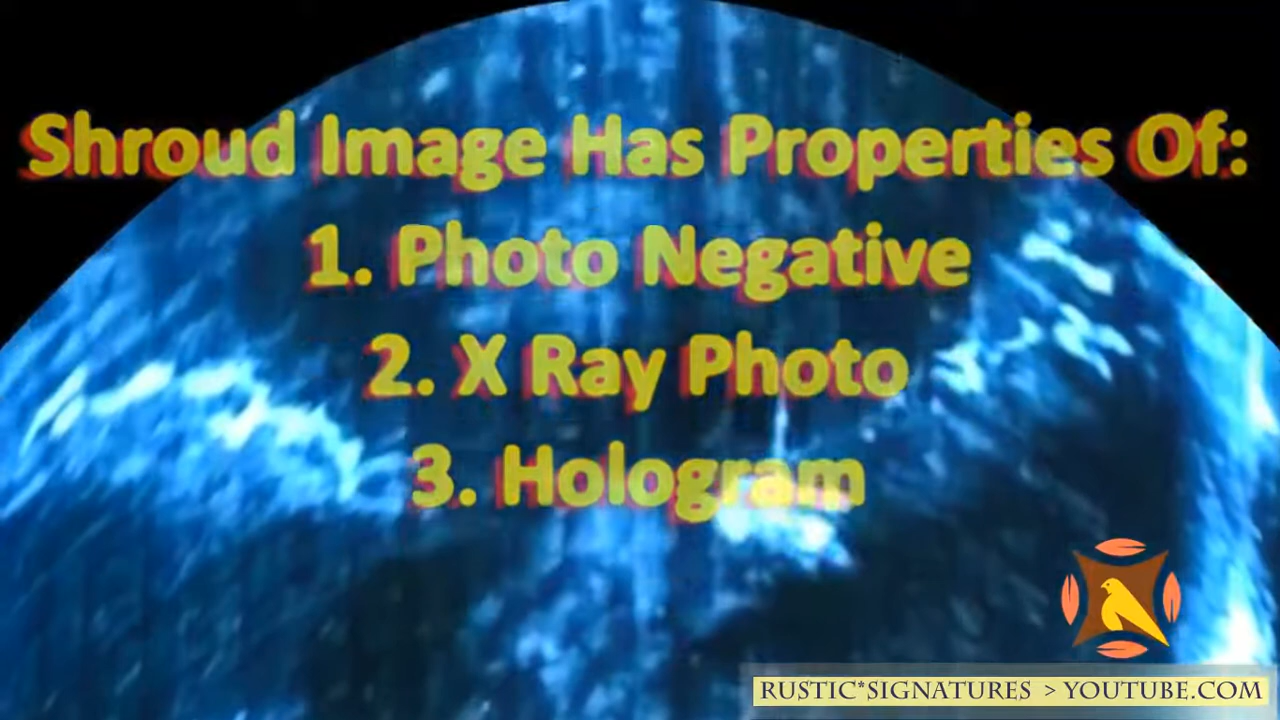 Shroud Image Has Properties Of:
1. Photo Negative
2. X Ray Photo
3. Hologram
RUSTIC*SIGNATURES > YOUTUBE.COM